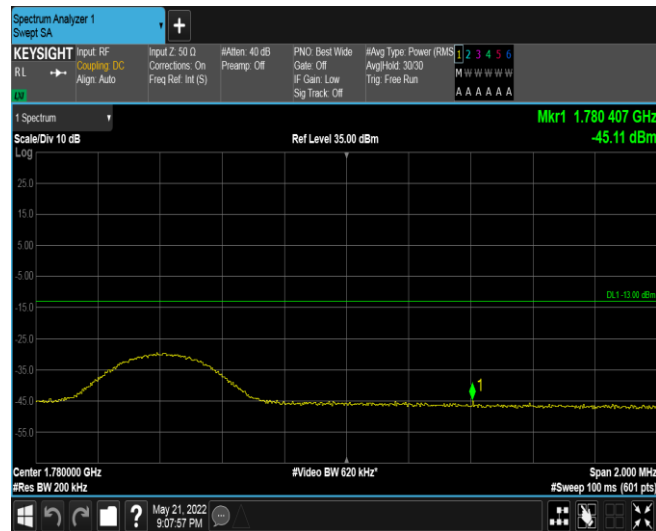 Spectrum Analyzer 1
Swept SA
+
KEYSIGHT
RL
Input: RF
Coupling: DC
Align: Auto
Input Z: 50 Ω
Corrections: On
Freq Ref: Int (S)
#Atten: 40 dB
Preamp: Off
PNO: Best Wide
Gate: Off
IF Gain: Low
Sig Track: Off
#Avg Type: Power (RMS
Avg|Hold: 30/30
Trig: Free Run
1 2 3 4 5 6
M W W W W W
A A A A A A
LXI
1 Spectrum
Scale/Div 10 dB
Log
Ref Level 35.00 dBm
Mkr1 1.780 407 GHz
-45.11 dBm
25.0
15.0
5.00
-5.00
-15.0
-25.0
-35.0
-45.0
-55.0
DL1 -13.00 dBm
1
Center 1.780000 GHz
#Res BW 200 kHz
#Video BW 620 kHz*
Span 2.000 MHz
#Sweep 100 ms (601 pts)
?
May 21, 2022
9:07:57 PM